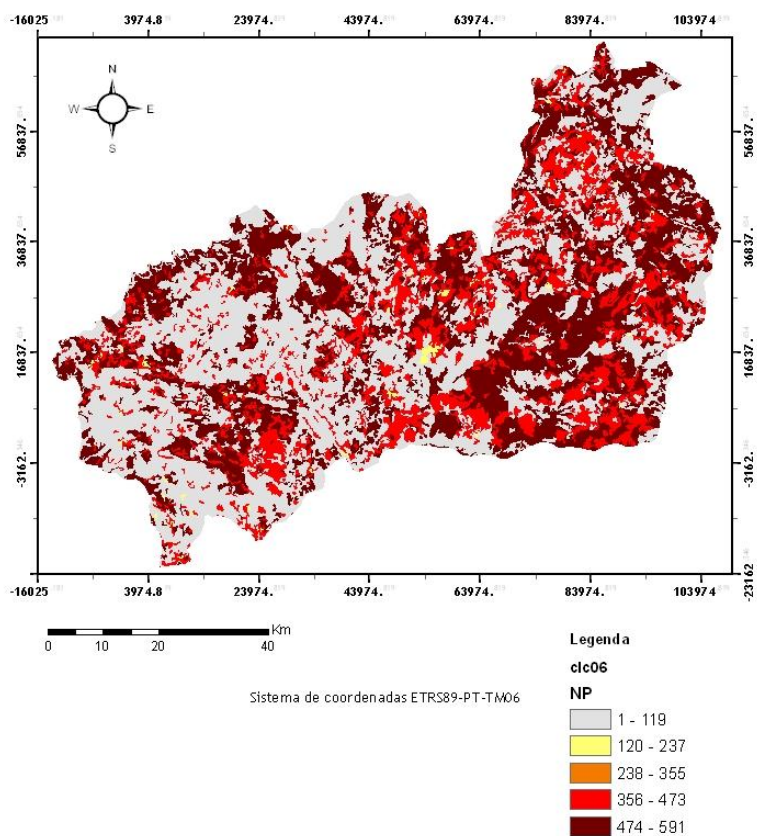 -16025 3974.8 23974. 43974. 63974. 83974. 103974.
N
W E
S
56837.
36837.
16837.
-3162.
56837.
36837.
16837.
-3162.
-23162
-16025 3974.8 23974. 43974. 63974. 83974. 103974.
Km
0 10 20 40
Sistema de coordenadas ETRS89-PT-TM06
Legenda
clc06
NP
1 - 119
120 - 237
238 - 355
356 - 473
474 - 591